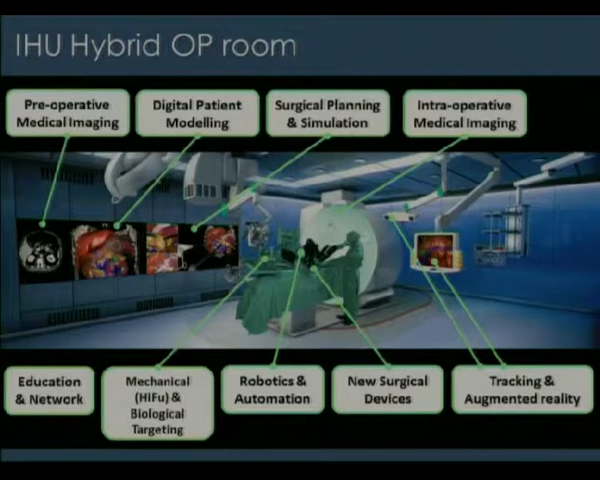 IHU Hybrid OP room
Pre-operative
Medical Imaging
Digital Patient
Modelling
Surgical Planning
& Simulation
Intra-operative
Medical Imaging
Education
& Network
Mechanical
(HiFu) &
Biological
Targeting
Robotics &
Automation
New Surgical
Devices
Tracking &
Augmented reality